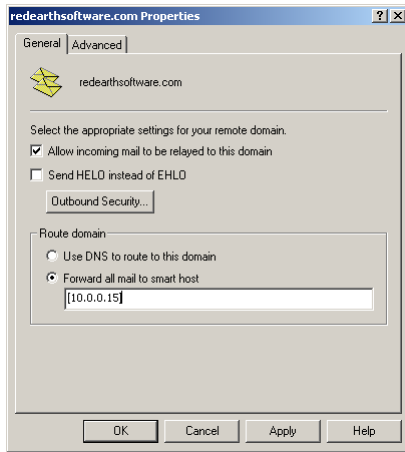 redearthsoftware.com Properties
General Advanced
redearthsoftware.com
Select the appropriate settings for your remote domain.
Allow incoming mail to be relayed to this domain
Send HELO instead of EHLO
Outbound Security...
Route domain
Use DNS to route to this domain
Forward all mail to smart host
[10.0.0.15]
OK Cancel Apply Help